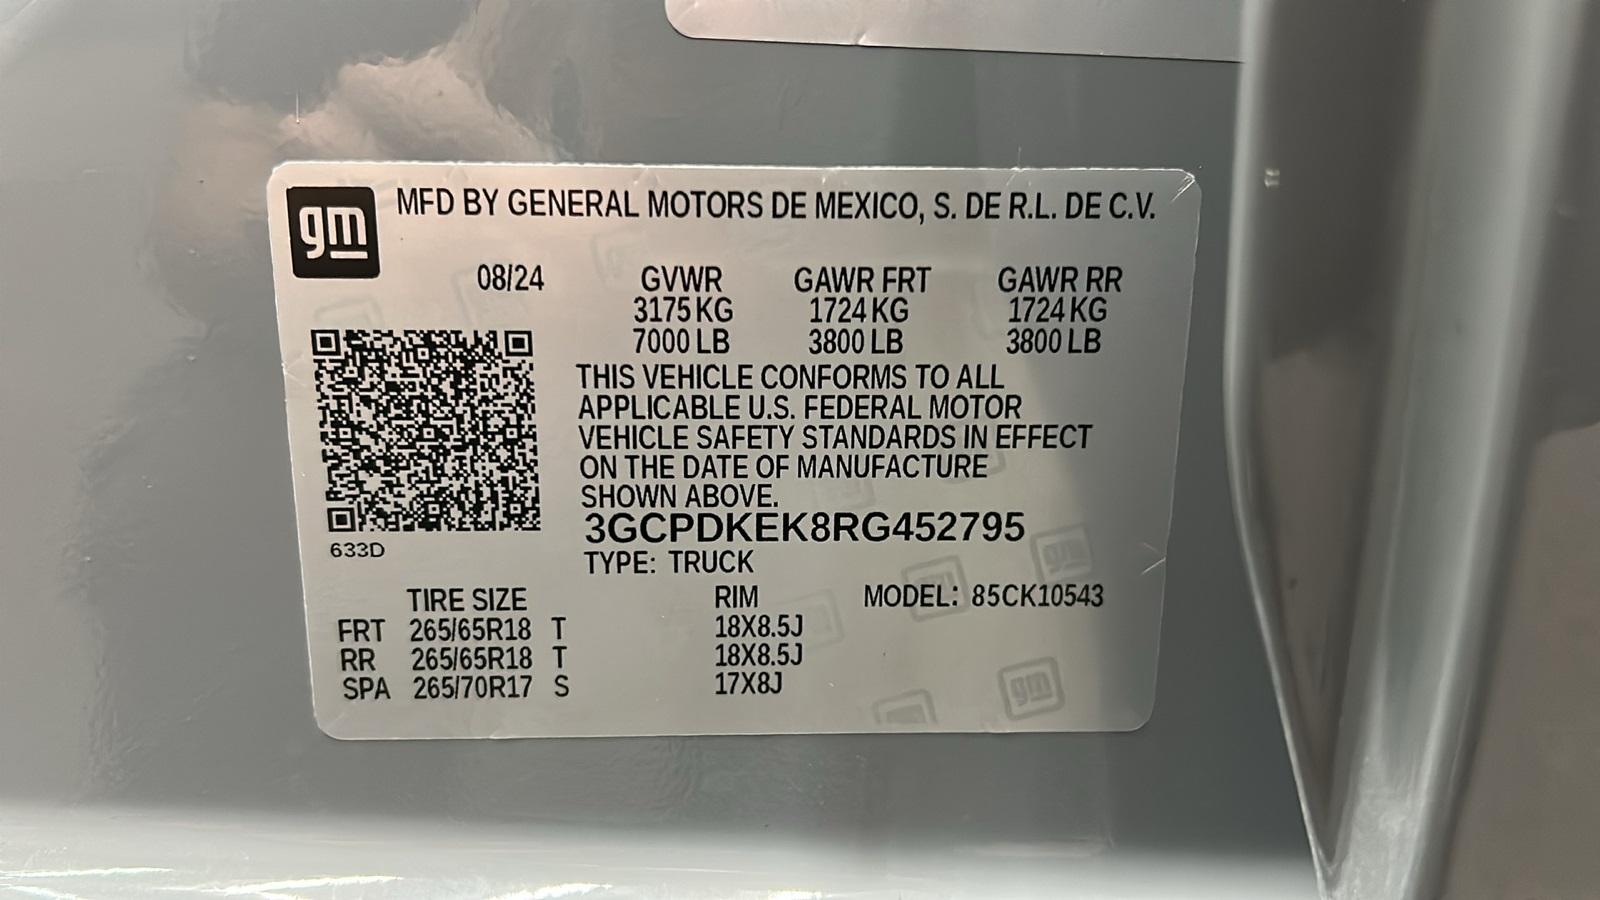 gm MFD BY GENERAL MOTORS DE MEXICO, S. DE R.L. DE C.V.
08/24 GVWR GAWR FRT GAWR RR
3175 KG 1724 KG 1724 KG
7000 LB 3800 LB 3800 LB
THIS VEHICLE CONFORMS TO ALL
APPLICABLE U.S. FEDERAL MOTOR
VEHICLE SAFETY STANDARDS IN EFFECT
ON THE DATE OF MANUFACTURE
SHOWN ABOVE.
3GCPDKEK8RG452795
633D
TYPE: TRUCK
TIRE SIZE RIM MODEL: 85CK10543
FRT 265/65R18 T 18X8.5J
RR 265/65R18 T 18X8.5J
SPA 265/70R17 S 17X8J